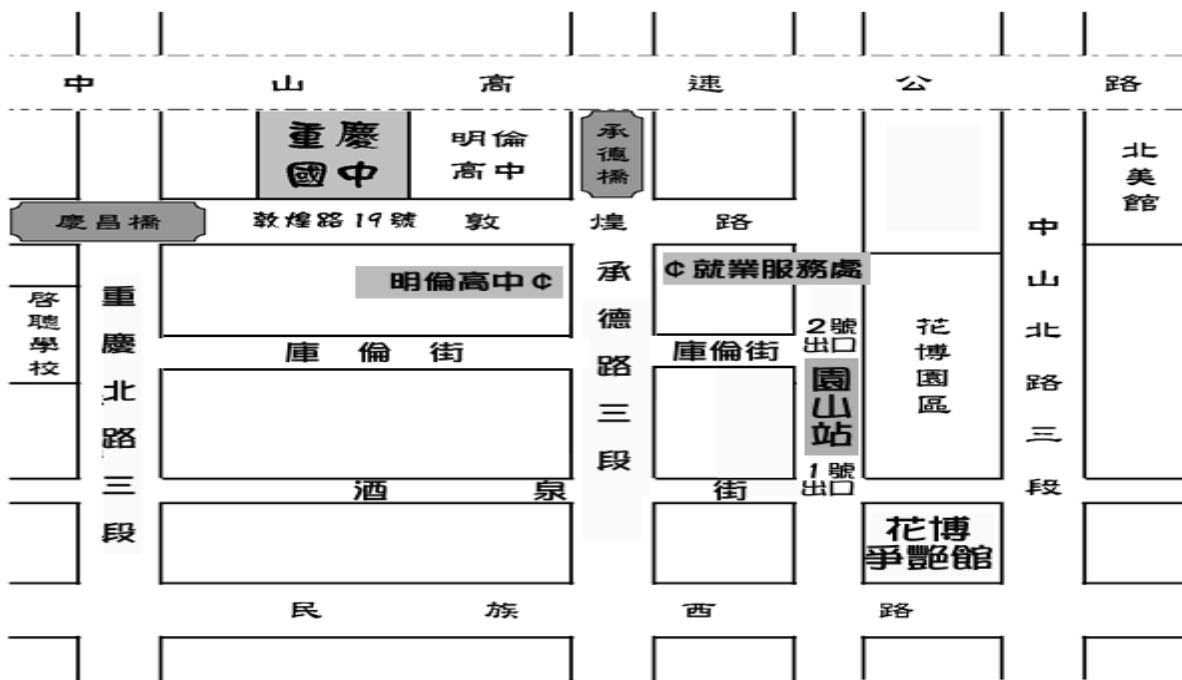 中山高速公路
重慶
國中
明倫
高中
承德橋
北美館
慶昌橋
敦煌路19號
敦煌路
中山北路三段
明倫高中¢
承德路三段
¢就業服務處
啓聰學校
重慶北路三段
庫倫街
庫倫街
2號
出口
園山站
1號
出口
花博園區
酒泉街
花博
爭艷館
民族西路